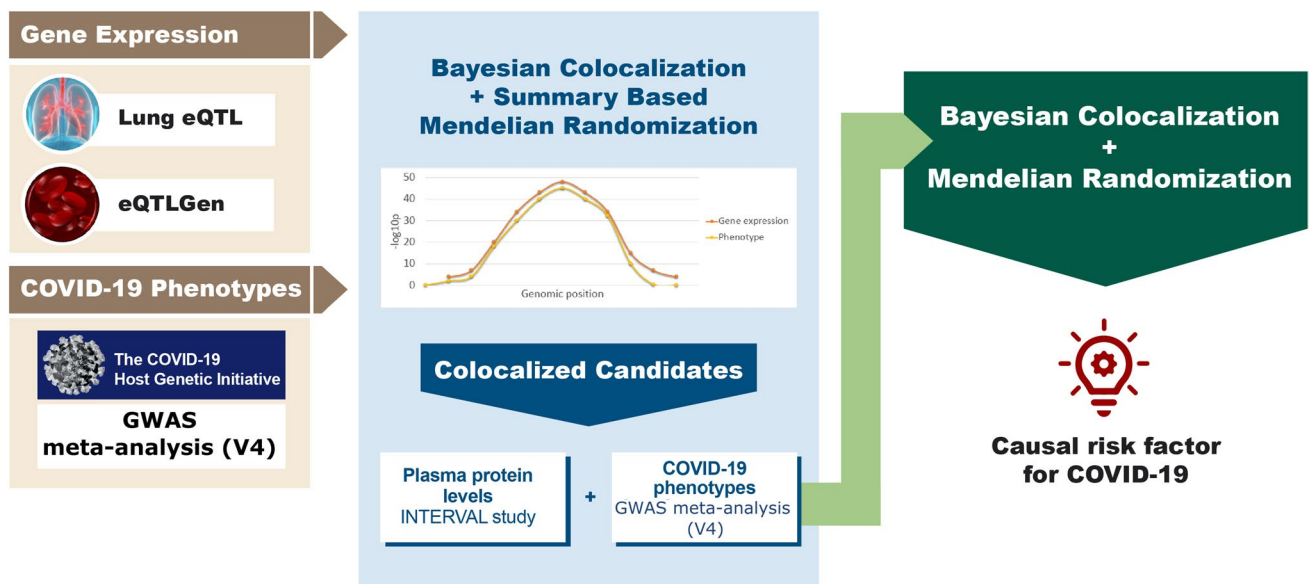 Gene Expression
Lung eQTL
eQTLGen
COVID-19 Phenotypes
The COVID-19
Host Genetic Initiative
GWAS
meta-analysis (V4)
Bayesian Colocalization
+ Summary Based
Mendelian Randomization
50
40
30
20
10
0
-log10p
Genomic position
Gene expression
Phenotype
Colocalized Candidates
Plasma protein
levels
INTERVAL study
+
COVID-19
phenotypes
GWAS meta-analysis
(V4)
Bayesian Colocalization
+
Mendelian Randomization
Causal risk factor
for COVID-19